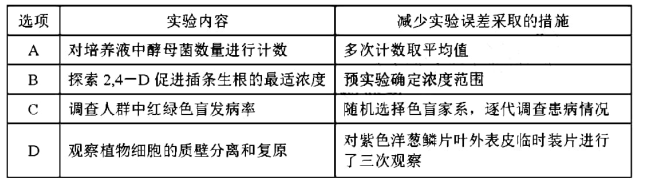 选项 实验内容 减少实验误差采取的措施
A 对培养液中酵母菌数量进行计数 多次计数取平均值
B 探索 2,4－D 促进插条生根的最适浓度 预实验确定浓度范围
C 调查人群中红绿色盲发病率 随机选择色盲家系，逐代调查患病情况
D 观察植物细胞的质壁分离和复原 对紫色洋葱鳞片叶外表皮临时装片进行
了三次观察